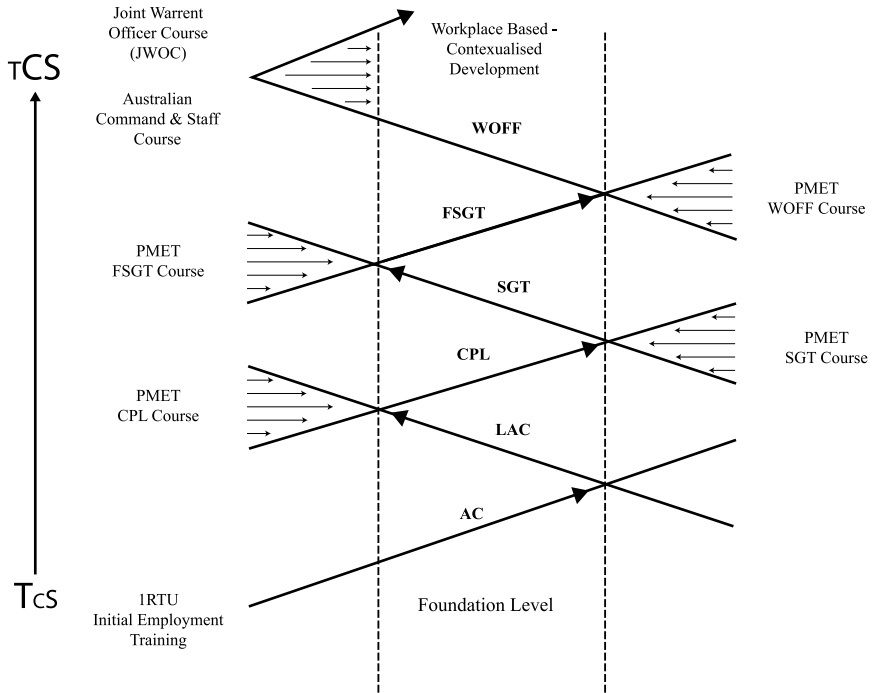 Joint Warrent
Officer Course
(JWOC)
Workplace Based -
Contexualised
Development
TCS
Australian
Command & Staff
Course
WOFF
PMET
WOFF Course
FSGT
PMET
FSGT Course
SGT
PMET
SGT Course
CPL
PMET
CPL Course
LAC
AC
TCS
1RTU
Initial Employment
Training
Foundation Level